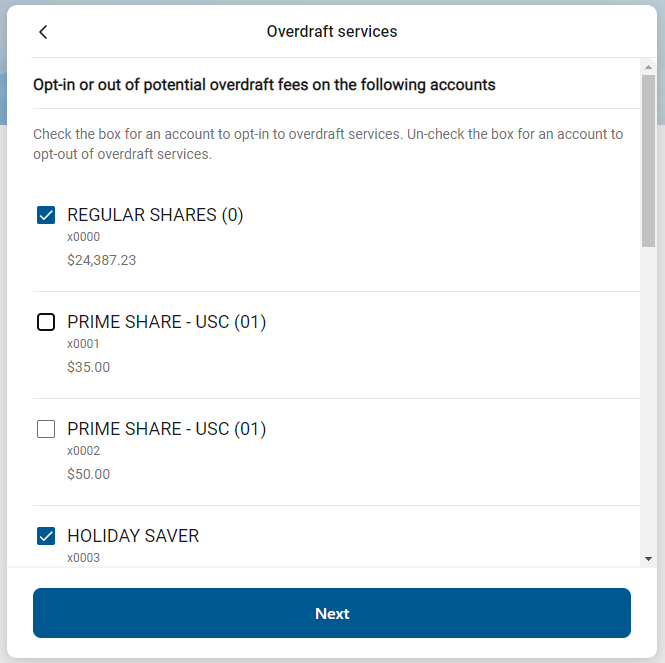 Overdraft services
Opt-in or out of potential overdraft fees on the following accounts
Check the box for an account to opt-in to overdraft services. Un-check the box for an account to
opt-out of overdraft services.
REGULAR SHARES (0)
x0000
$24,387.23
PRIME SHARE - USC (01)
x0001
$35.00
PRIME SHARE - USC (01)
x0002
$50.00
HOLIDAY SAVER
x0003
Next